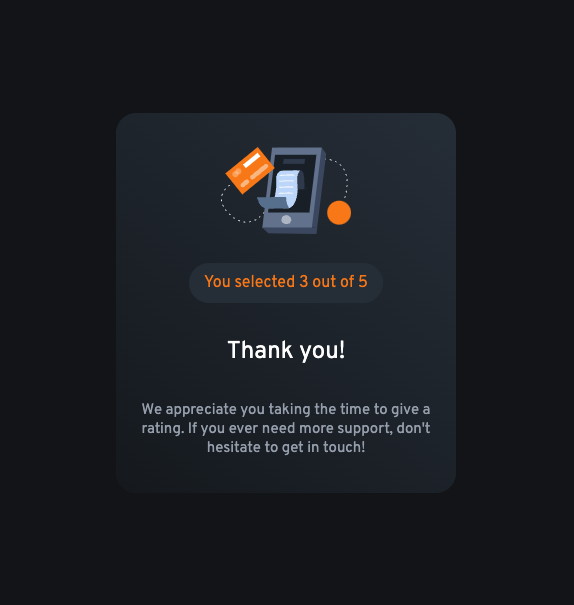 You selected 3 out of 5
Thank you!
We appreciate you taking the time to give a
rating. If you ever need more support, don't
hesitate to get in touch!